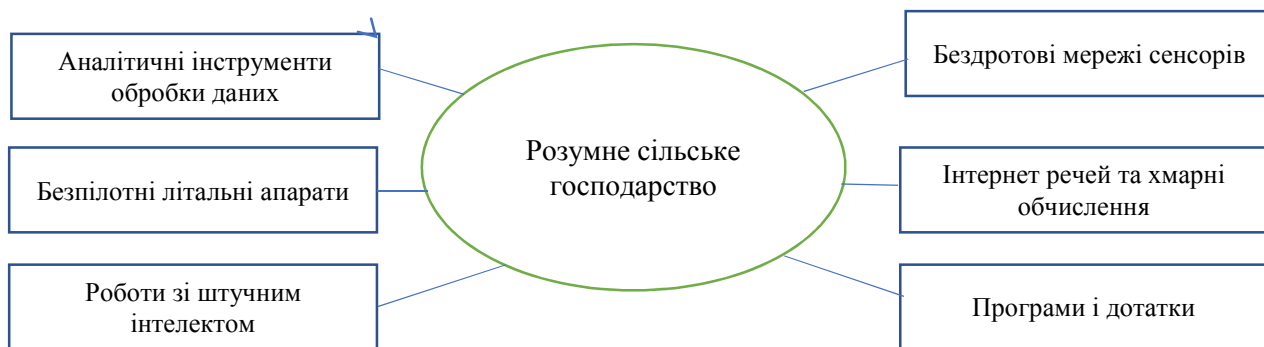 Аналітичні інструменти
обробки даних
Безпілотні літальні апарати
Роботи зі штучним
інтелектом
Розумне сільське
господарство
Бездротові мережі сенсорів
Інтернет речей та хмарні
обчислення
Програми і дотатки